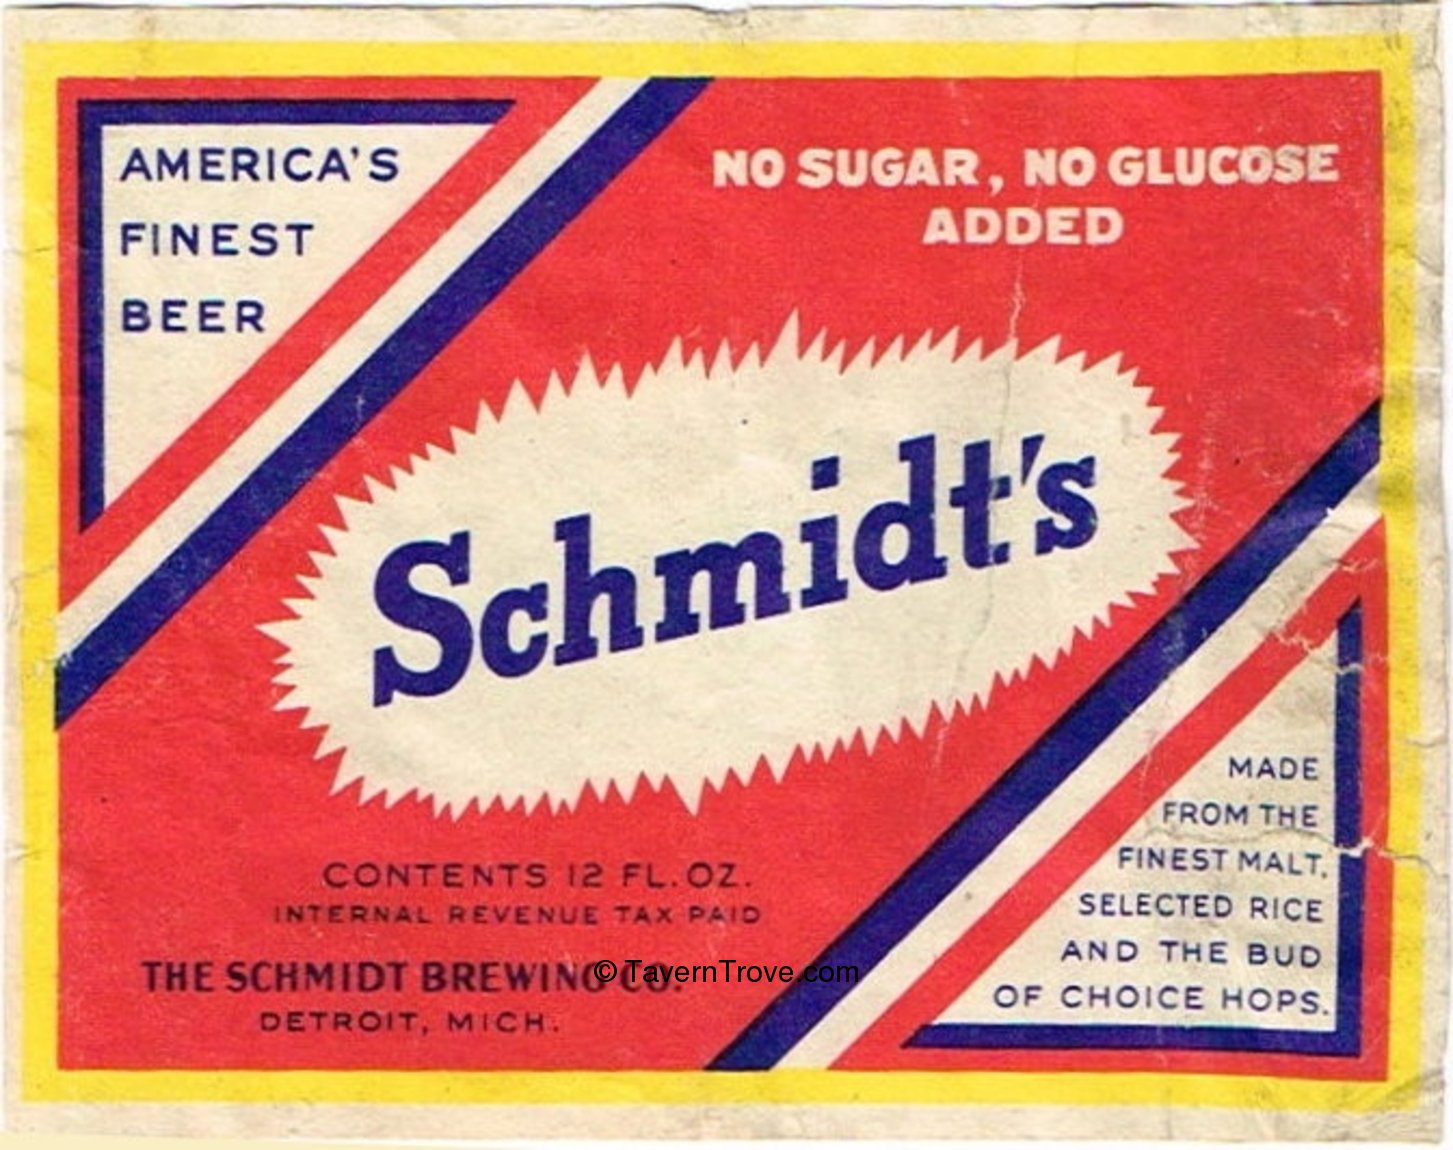 AMERICA'S
FINEST
BEER
NO SUGAR, NO GLUCOSE
ADDED
Schmidt's
CONTENTS 12 FL. OZ.
INTERNAL REVENUE TAX PAID
THE SCHMIDT BREWING CO.
DETROIT, MICH.
© TavernTrove.com
MADE
FROM THE
FINEST MALT,
SELECTED RICE
AND THE BUD
OF CHOICE HOPS.